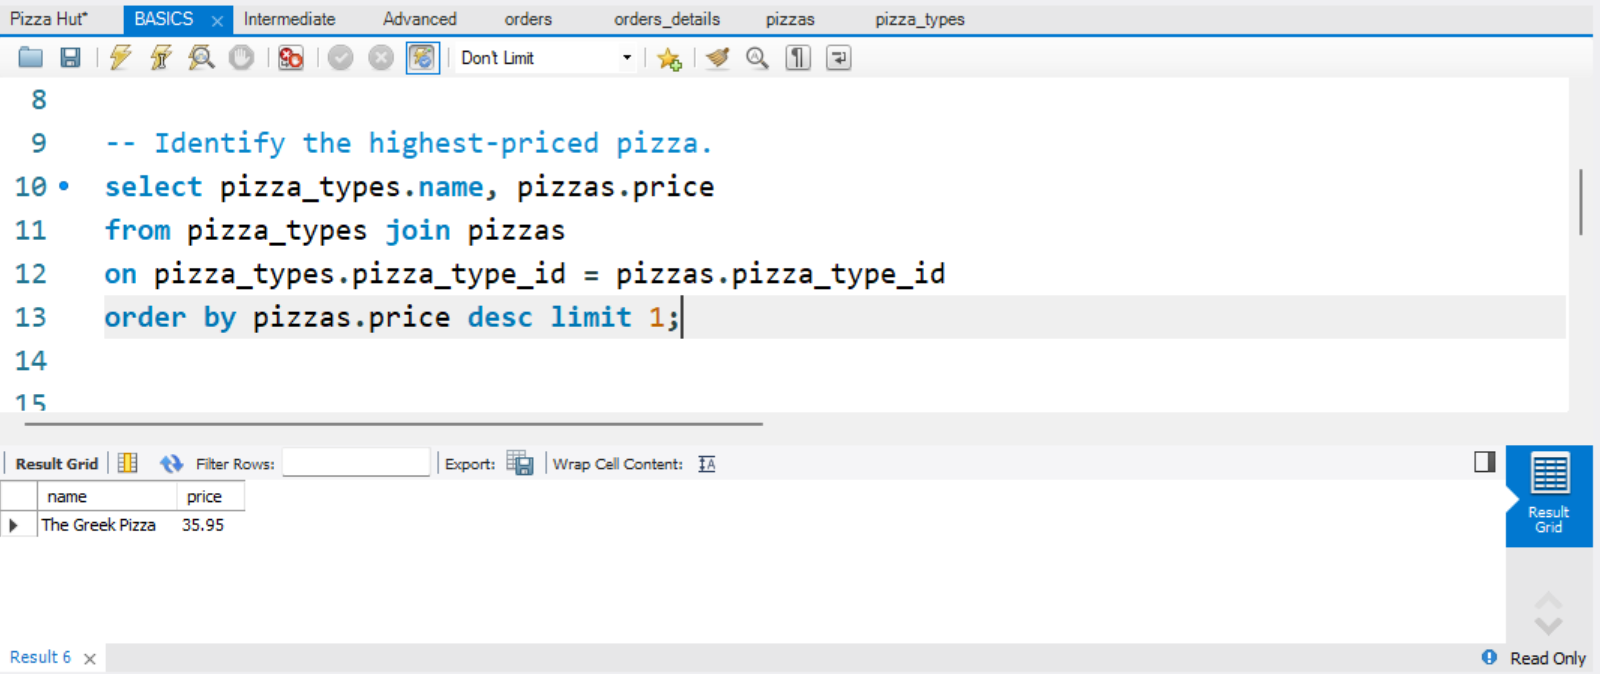 Pizza Hut* BASICS Intermediate Advanced orders orders_details pizzas pizza_types
Don't Limit
8
9 -- Identify the highest-priced pizza.
10 select pizza_types.name, pizzas.price
11 from pizza_types join pizzas
12 on pizza_types.pizza_type_id = pizzas.pizza_type_id
13 order by pizzas.price desc limit 1;
14
15
Result Grid Filter Rows: Export: Wrap Cell Content:
name price
The Greek Pizza 35.95
Result
Grid
Result 6 Read Only